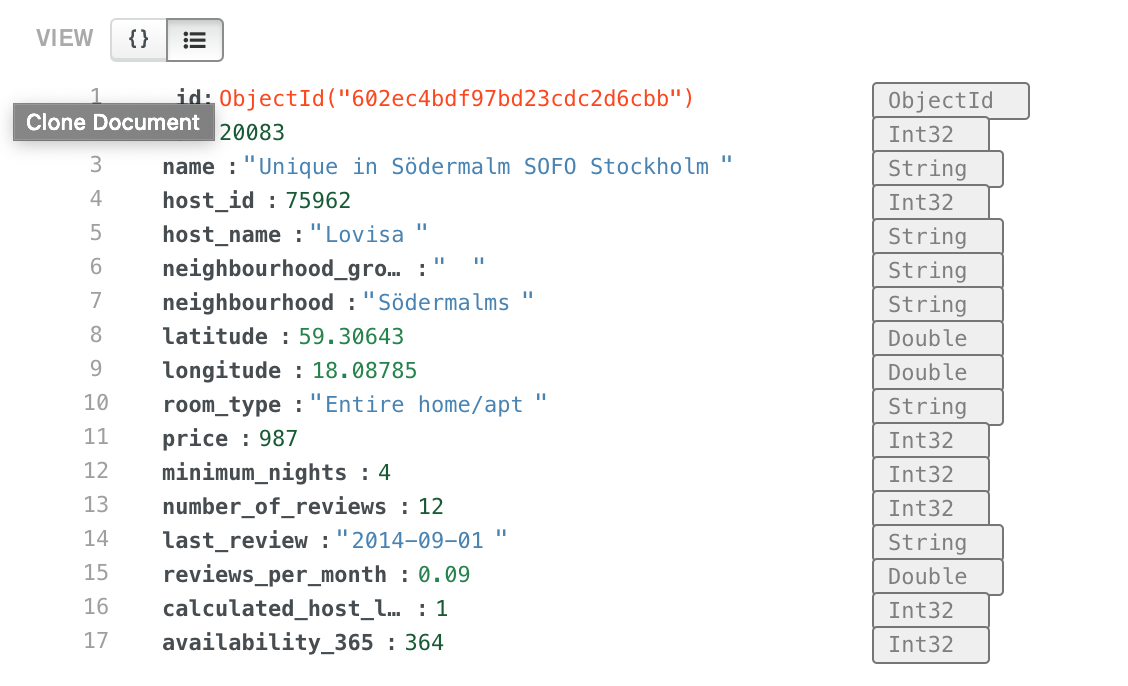 VIEW {}
1 id: ObjectId("602ec4bdf97bd23cdc2d6cbb") ObjectId
Clone Document 20083 Int32
3 name : "Unique in Södermalm SOFO Stockholm " String
4 host_id : 75962 Int32
5 host_name : "Lovisa " String
6 neighbourhood_gro… : "  " String
7 neighbourhood : "Södermalms " String
8 latitude : 59.30643 Double
9 longitude : 18.08785 Double
10 room_type : "Entire home/apt " String
11 price : 987 Int32
12 minimum_nights : 4 Int32
13 number_of_reviews : 12 Int32
14 last_review : "2014-09-01 " String
15 reviews_per_month : 0.09 Double
16 calculated_host_l… : 1 Int32
17 availability_365 : 364 Int32